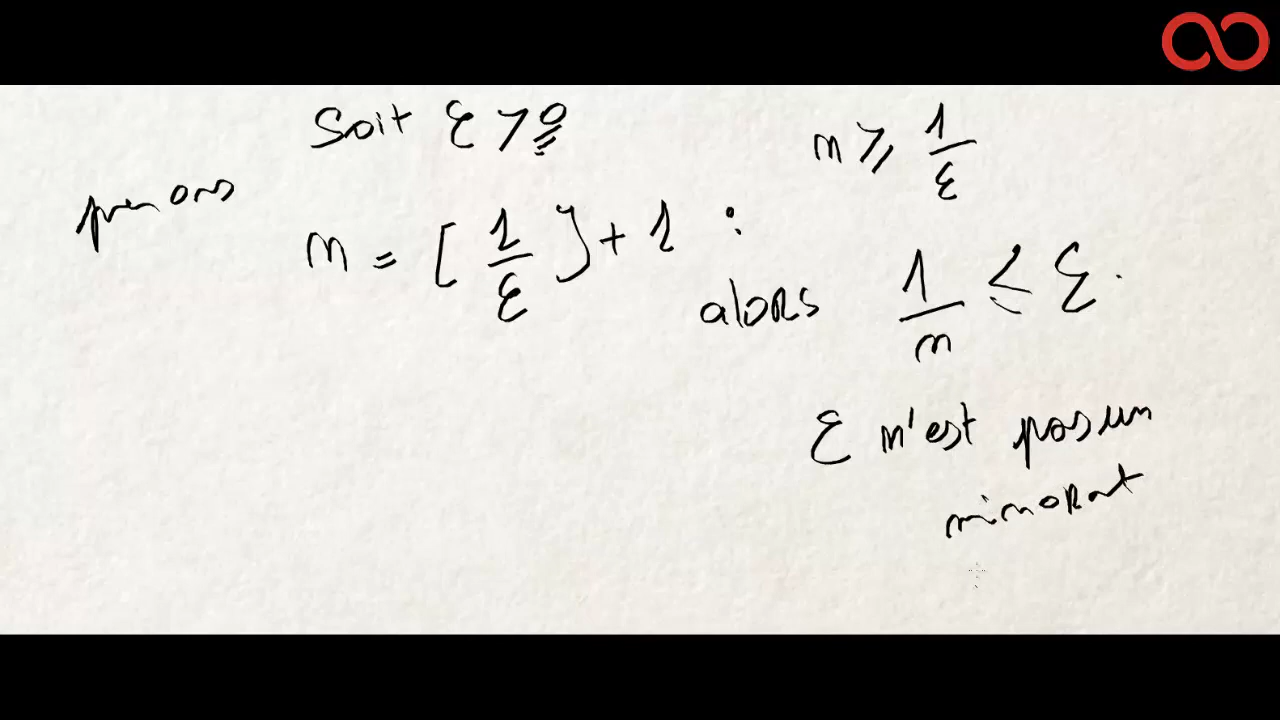 Soit ε > 0
prenons
n = [1/ε] + 1 :
n ≥ 1/ε
alors 1/n ≤ ε.
ε n'est pas un
minorant